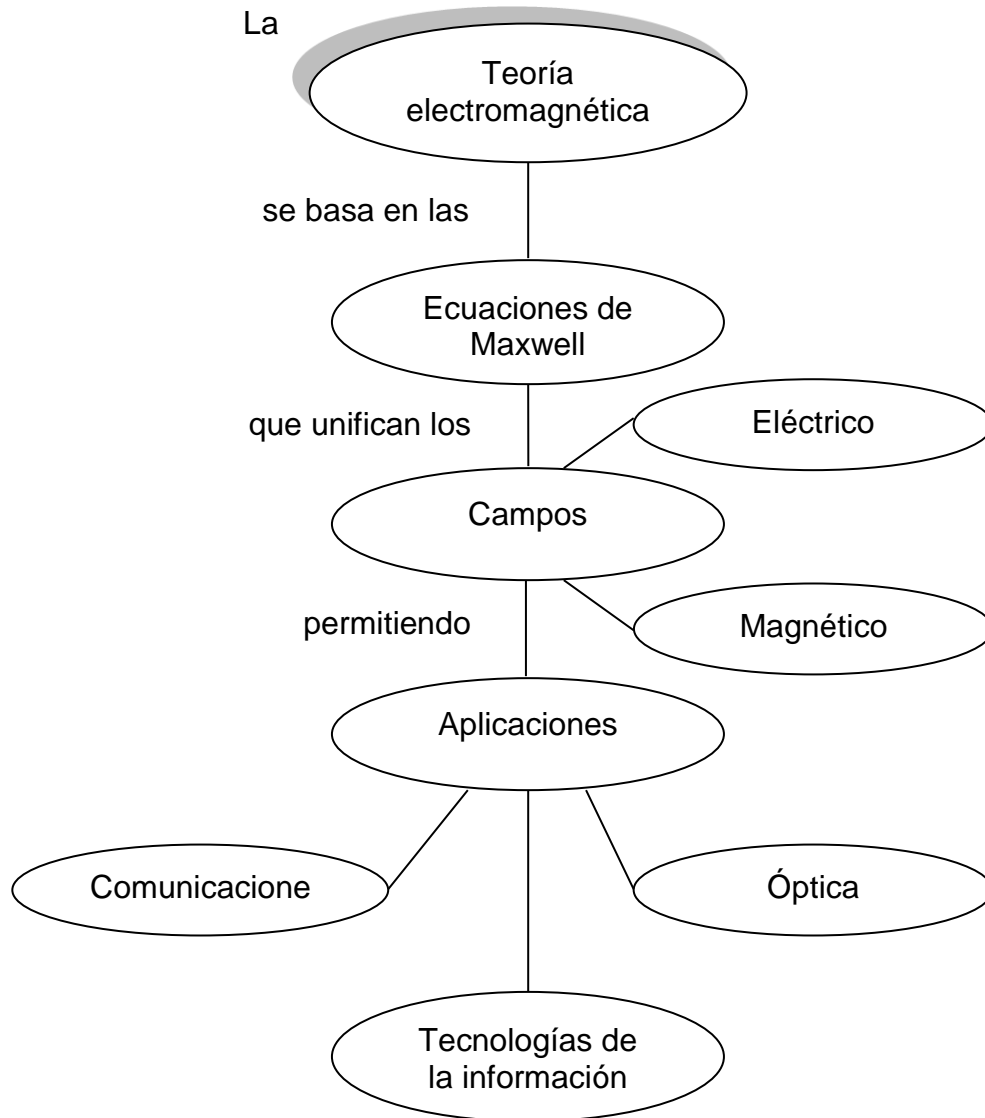 La
Teoría
electromagnética
se basa en las
Ecuaciones de
Maxwell
que unifican los
Eléctrico
Campos
permitiendo
Magnético
Aplicaciones
Comunicacione
Óptica
Tecnologías de
la información